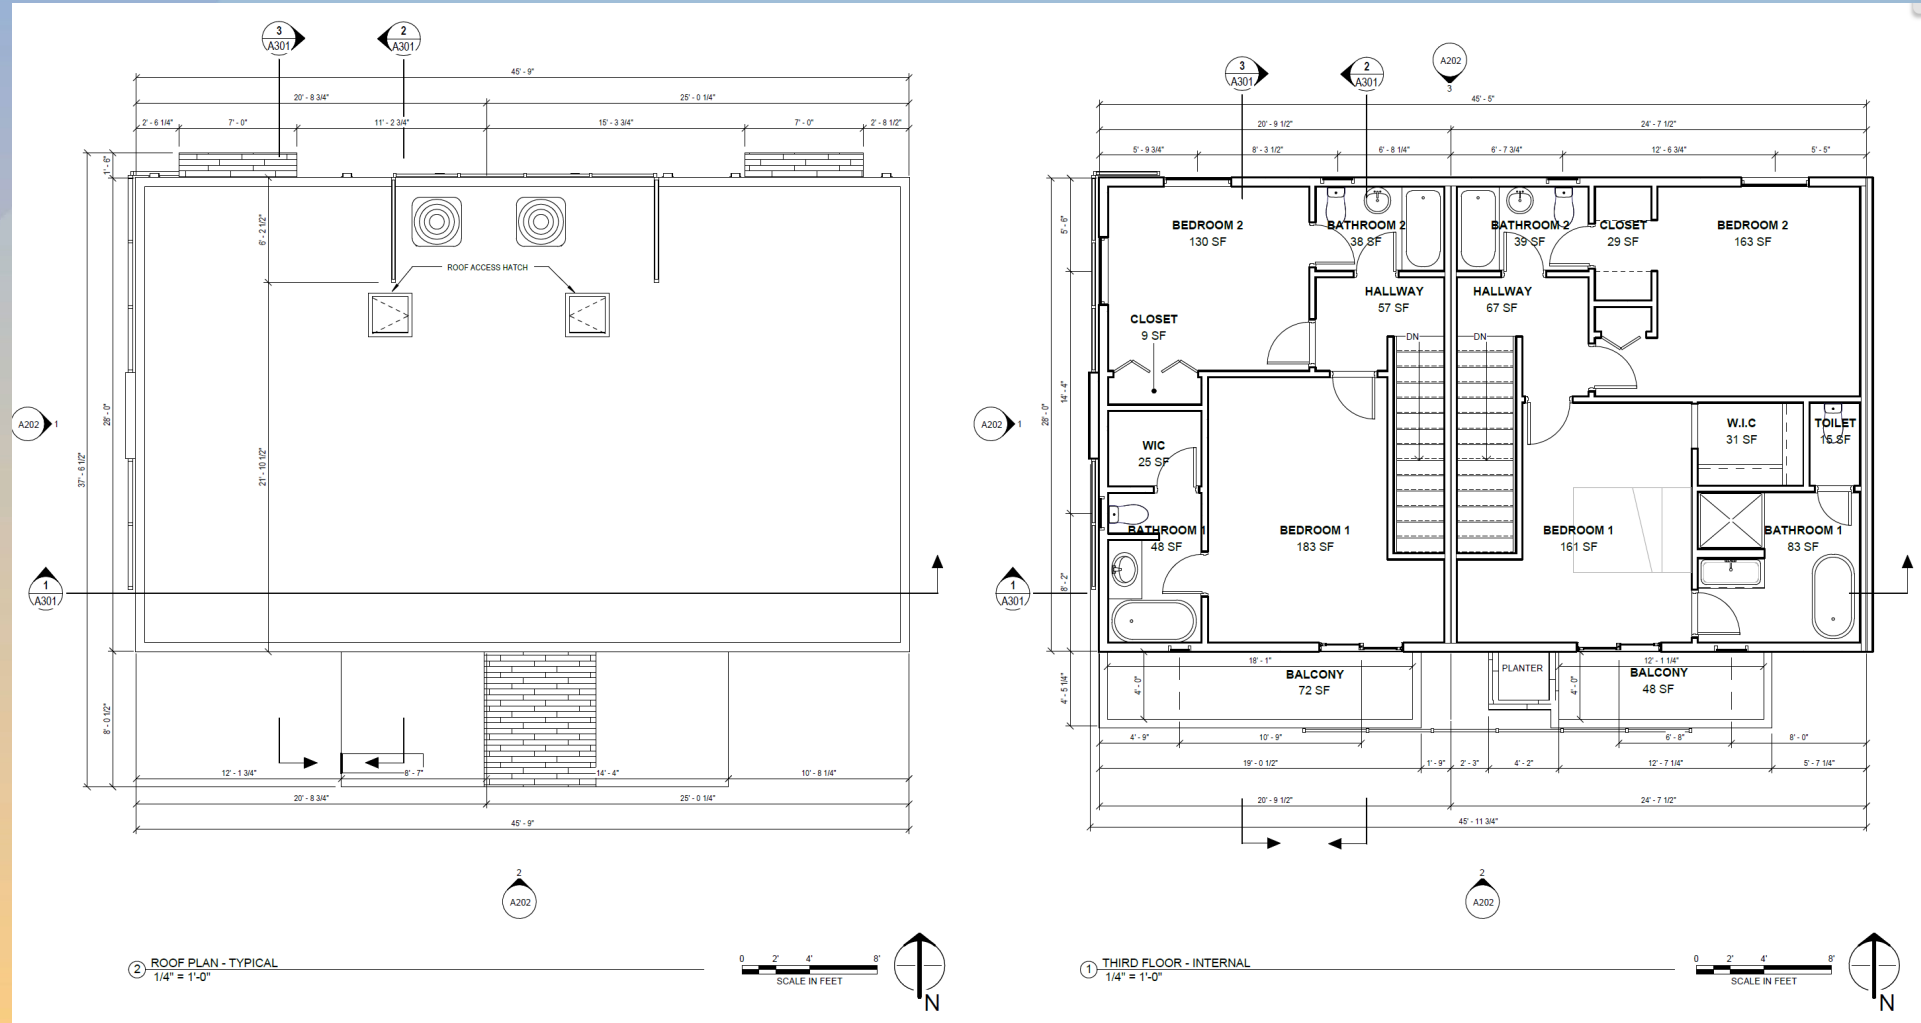 3
A301
2
A301
45' - 9"
20' - 8 3/4"
25' - 0 1/4"
2' - 6 1/4"
7' - 0"
11' - 2 3/4"
15' - 3 3/4"
7' - 0"
2' - 8 1/2"
1' - 6"
6' - 2 1/2"
ROOF ACCESS HATCH
A202
1
37' - 6 1/2"
28' - 0"
21' - 10 1/2"
1
A301
8' - 0 1/2"
12' - 1 3/4"
8' - 7"
14' - 4"
10' - 8 1/4"
20' - 8 3/4"
25' - 0 1/4"
45' - 9"
2
A202
2
ROOF PLAN - TYPICAL
1/4" = 1'-0"
0 2' 4' 8'
SCALE IN FEET
N
3
A301
2
A301
A202
3
45' - 5"
20' - 9 1/2"
24' - 7 1/2"
5' - 9 3/4"
8' - 3 1/2"
6' - 8 1/4"
6' - 7 3/4"
12' - 6 3/4"
5' - 5"
5' - 6"
BEDROOM 2
130 SF
BATHROOM 2
38 SF
BATHROOM 2
39 SF
CLOSET
29 SF
BEDROOM 2
163 SF
HALLWAY
57 SF
HALLWAY
67 SF
CLOSET
9 SF
DN
DN
14' - 4"
28' - 0"
A202
1
WIC
25 SF
W.I.C
31 SF
TOILET
15 SF
BATHROOM 1
48 SF
BEDROOM 1
183 SF
BEDROOM 1
161 SF
BATHROOM 1
83 SF
8' - 2"
1
A301
4' - 5 1/4"
18' - 1"
4' - 0"
BALCONY
72 SF
PLANTER
12' - 1 1/4"
4' - 0"
BALCONY
48 SF
4' - 9"
10' - 9"
6' - 8"
8' - 0"
19' - 0 1/2"
1' - 9"
2' - 3"
4' - 2"
12' - 7 1/4"
5' - 7 1/4"
20' - 9 1/2"
24' - 7 1/2"
45' - 11 3/4"
2
A202
1
THIRD FLOOR - INTERNAL
1/4" = 1'-0"
0 2' 4' 8'
SCALE IN FEET
N